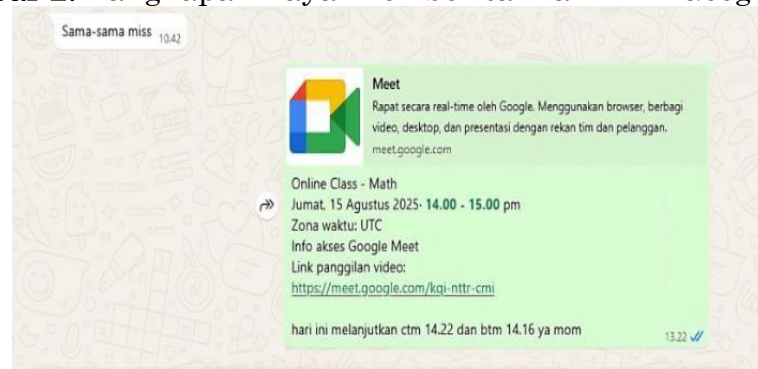 Sama-sama miss 10.42
Meet
Rapat secara real-time oleh Google. Menggunakan browser, berbagi
video, desktop, dan presentasi dengan rekan tim dan pelanggan.
meet.google.com
Online Class - Math
Jumat, 15 Agustus 2025· 14.00 - 15.00 pm
Zona waktu: UTC
Info akses Google Meet
Link panggilan video:
https://meet.google.com/kqi-nttr-cmi
hari ini melanjutkan ctm 14.22 dan btm 14.16 ya mom
13.22